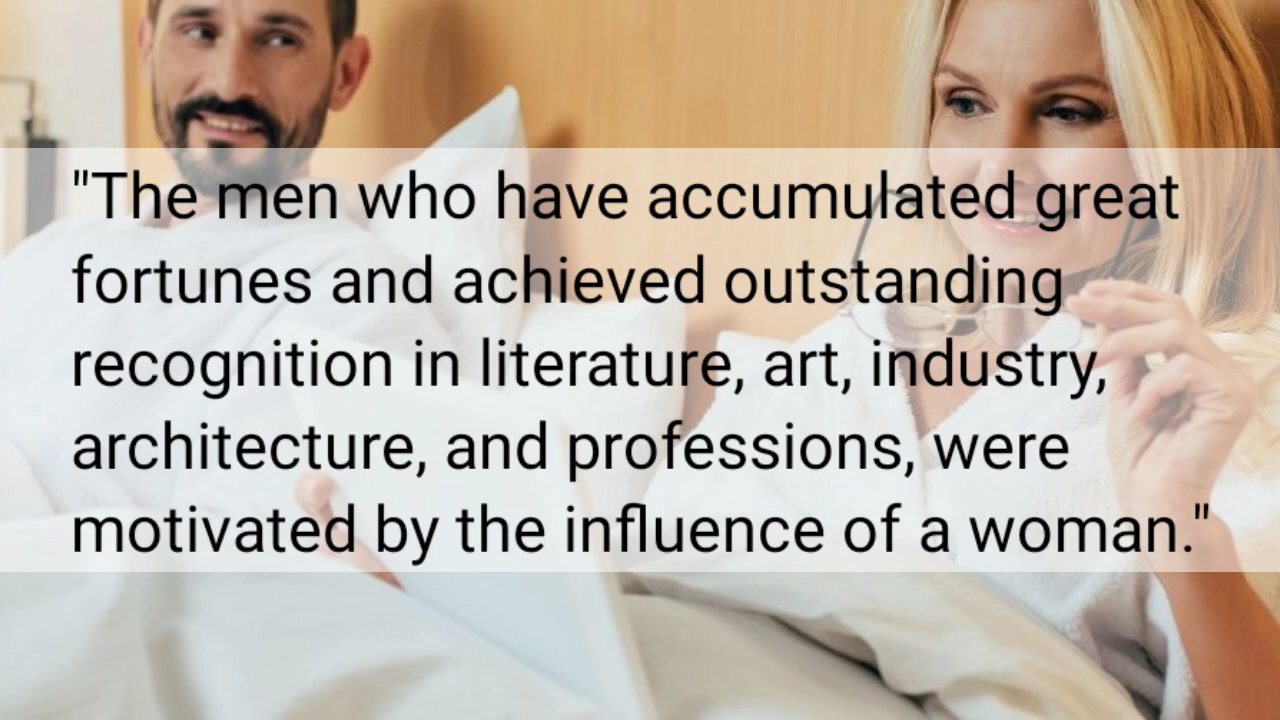 "The men who have accumulated great
fortunes and achieved outstanding
recognition in literature, art, industry,
architecture, and professions, were
motivated by the influence of a woman."